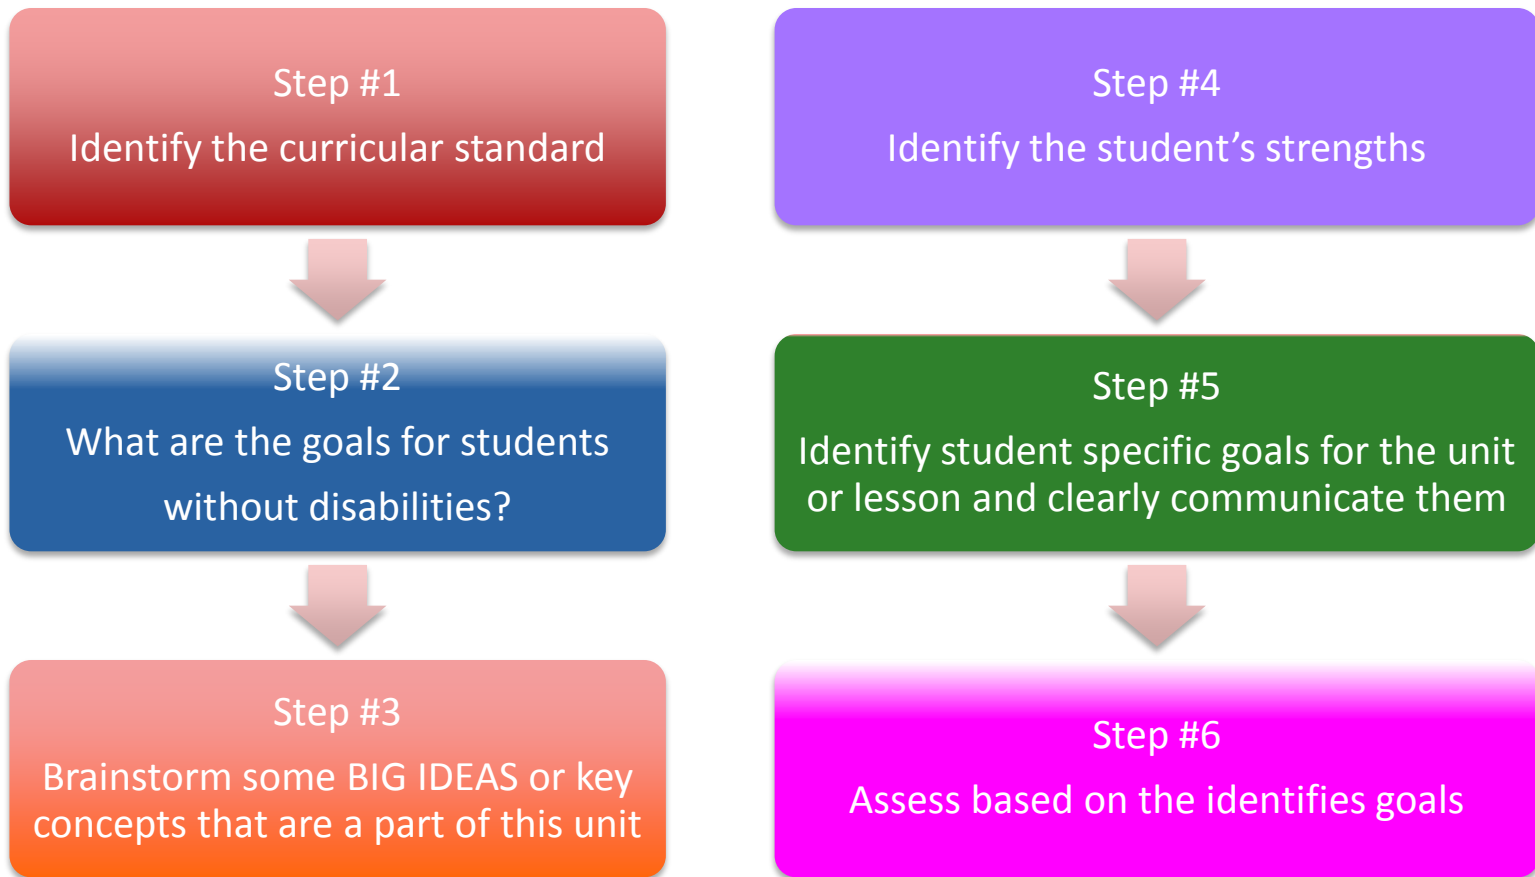 Step #1
Identify the curricular standard
Step #2
What are the goals for students
without disabilities?
Step #3
Brainstorm some BIG IDEAS or key
concepts that are a part of this unit
Step #4
Identify the student’s strengths
Step #5
Identify student specific goals for the unit
or lesson and clearly communicate them
Step #6
Assess based on the identifies goals